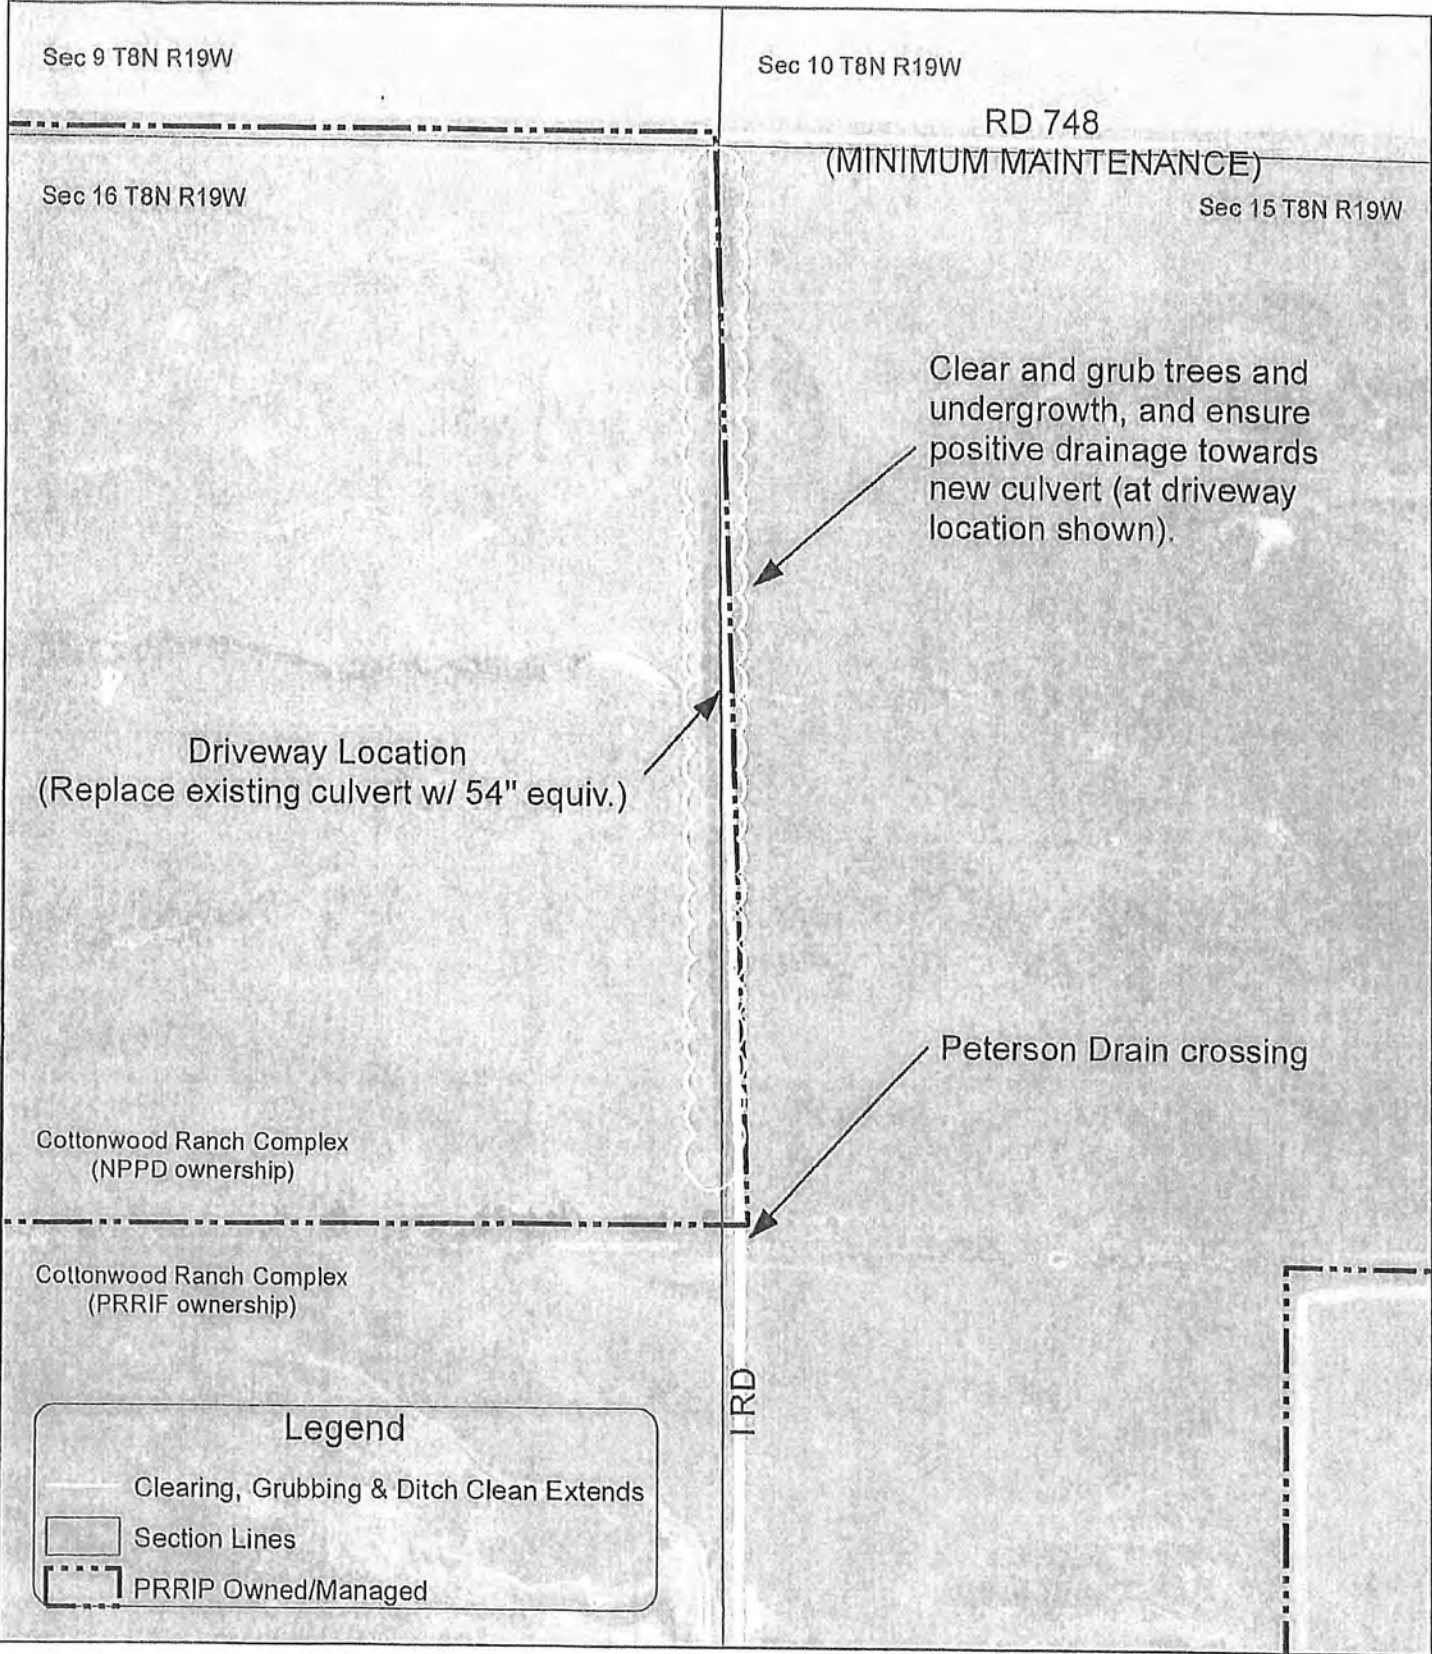 Sec 9 T8N R19W
Sec 10 T8N R19W
RD 748
(MINIMUM MAINTENANCE)
Sec 16 T8N R19W
Sec 15 T8N R19W
Clear and grub trees and
undergrowth, and ensure
positive drainage towards
new culvert (at driveway
location shown).
Driveway Location
(Replace existing culvert w/ 54" equiv.)
Peterson Drain crossing
Cottonwood Ranch Complex
(NPPD ownership)
Cottonwood Ranch Complex
(PRRIF ownership)
I RD
Legend
Clearing, Grubbing & Ditch Clean Extends
Section Lines
PRRIP Owned/Managed